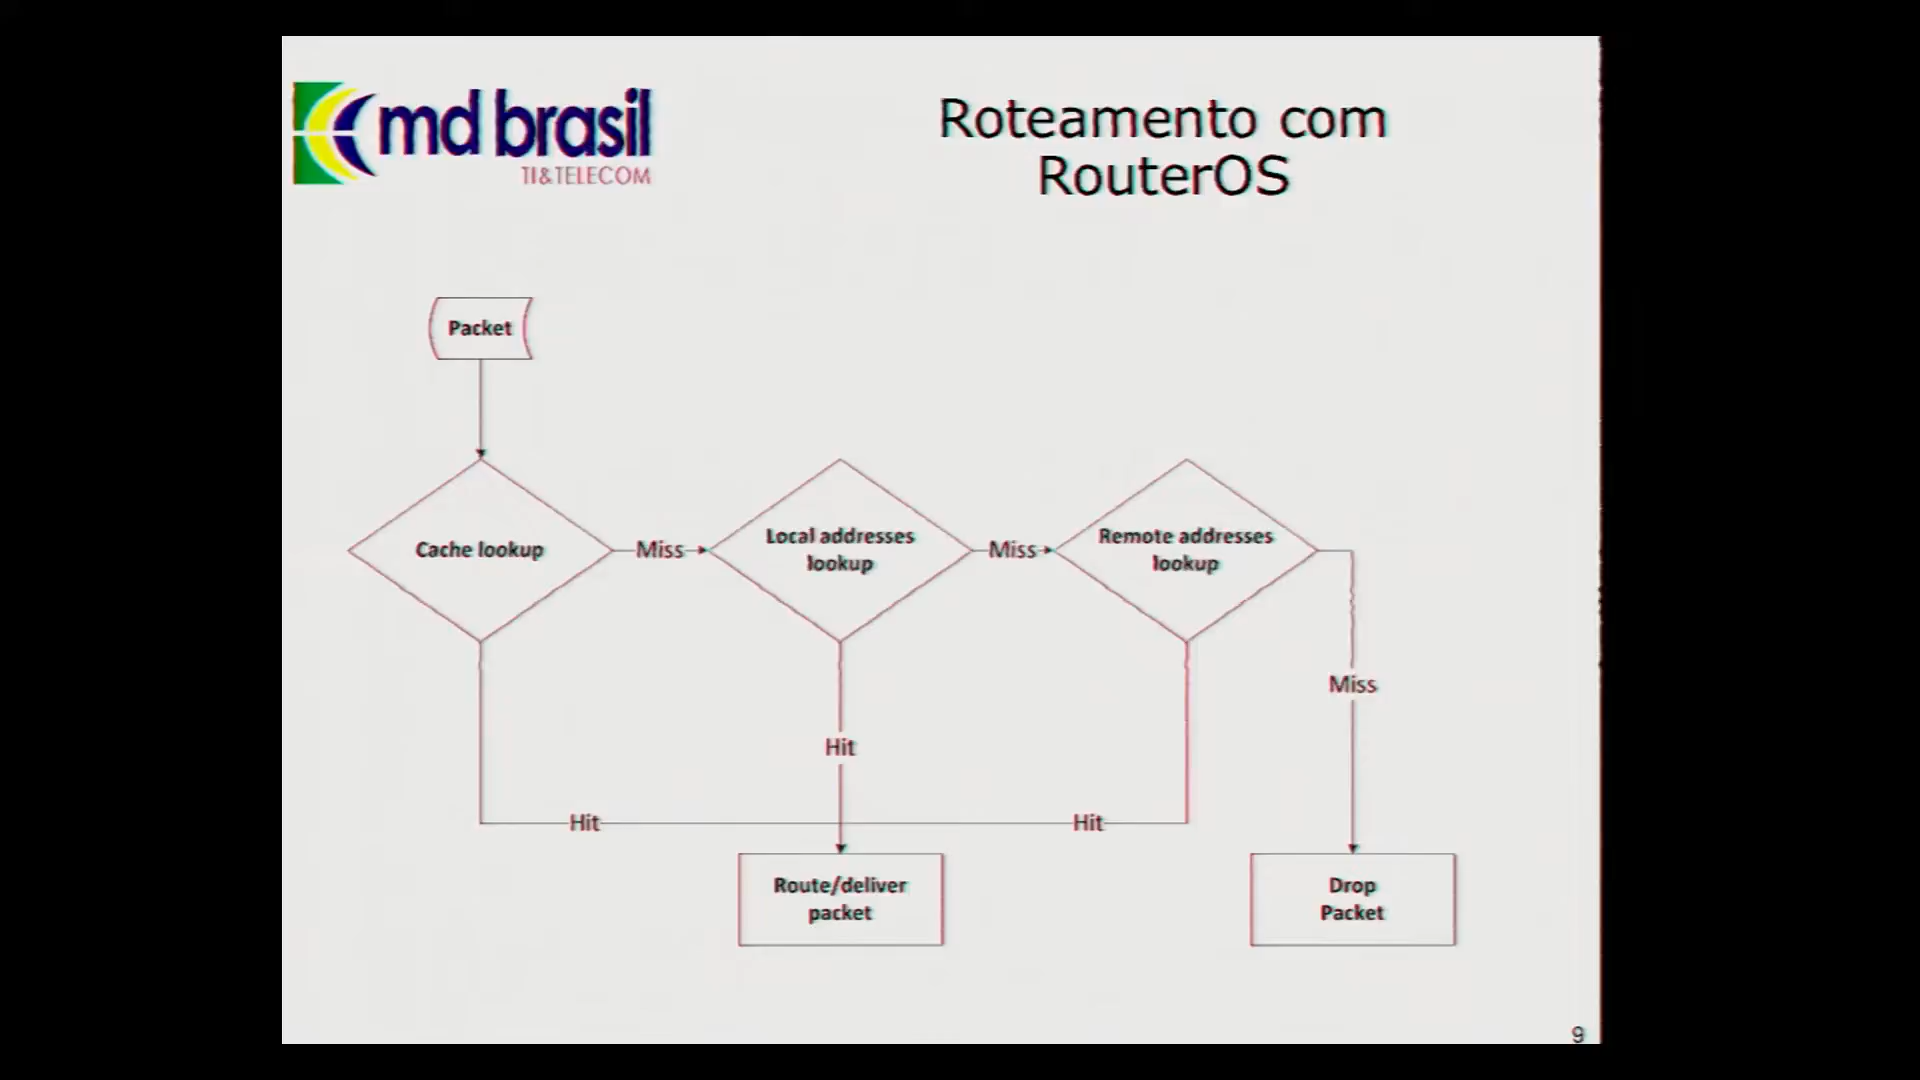 md brasil
TI&TELECOM
Roteamento com
RouterOS
Packet
Cache lookup
Miss
Local addresses
lookup
Miss
Remote addresses
lookup
Miss
Hit
Hit
Hit
Route/deliver
packet
Drop
Packet
9